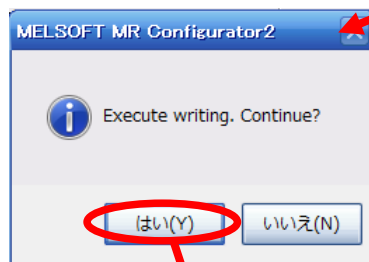 MELSOFT MR Configurator2
Execute writing. Continue?
はい(Y) いいえ(N)